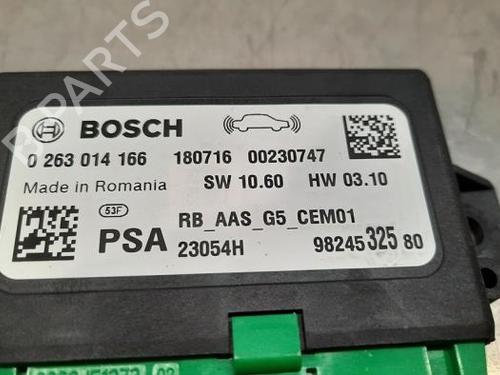 BOSCH
0 263 014 166 180716 00230747
Made in Romania SW 10.60 HW 03.10
53F RB_AAS_G5_CEM01
PSA 23054H 98245 325 80
B PARTS